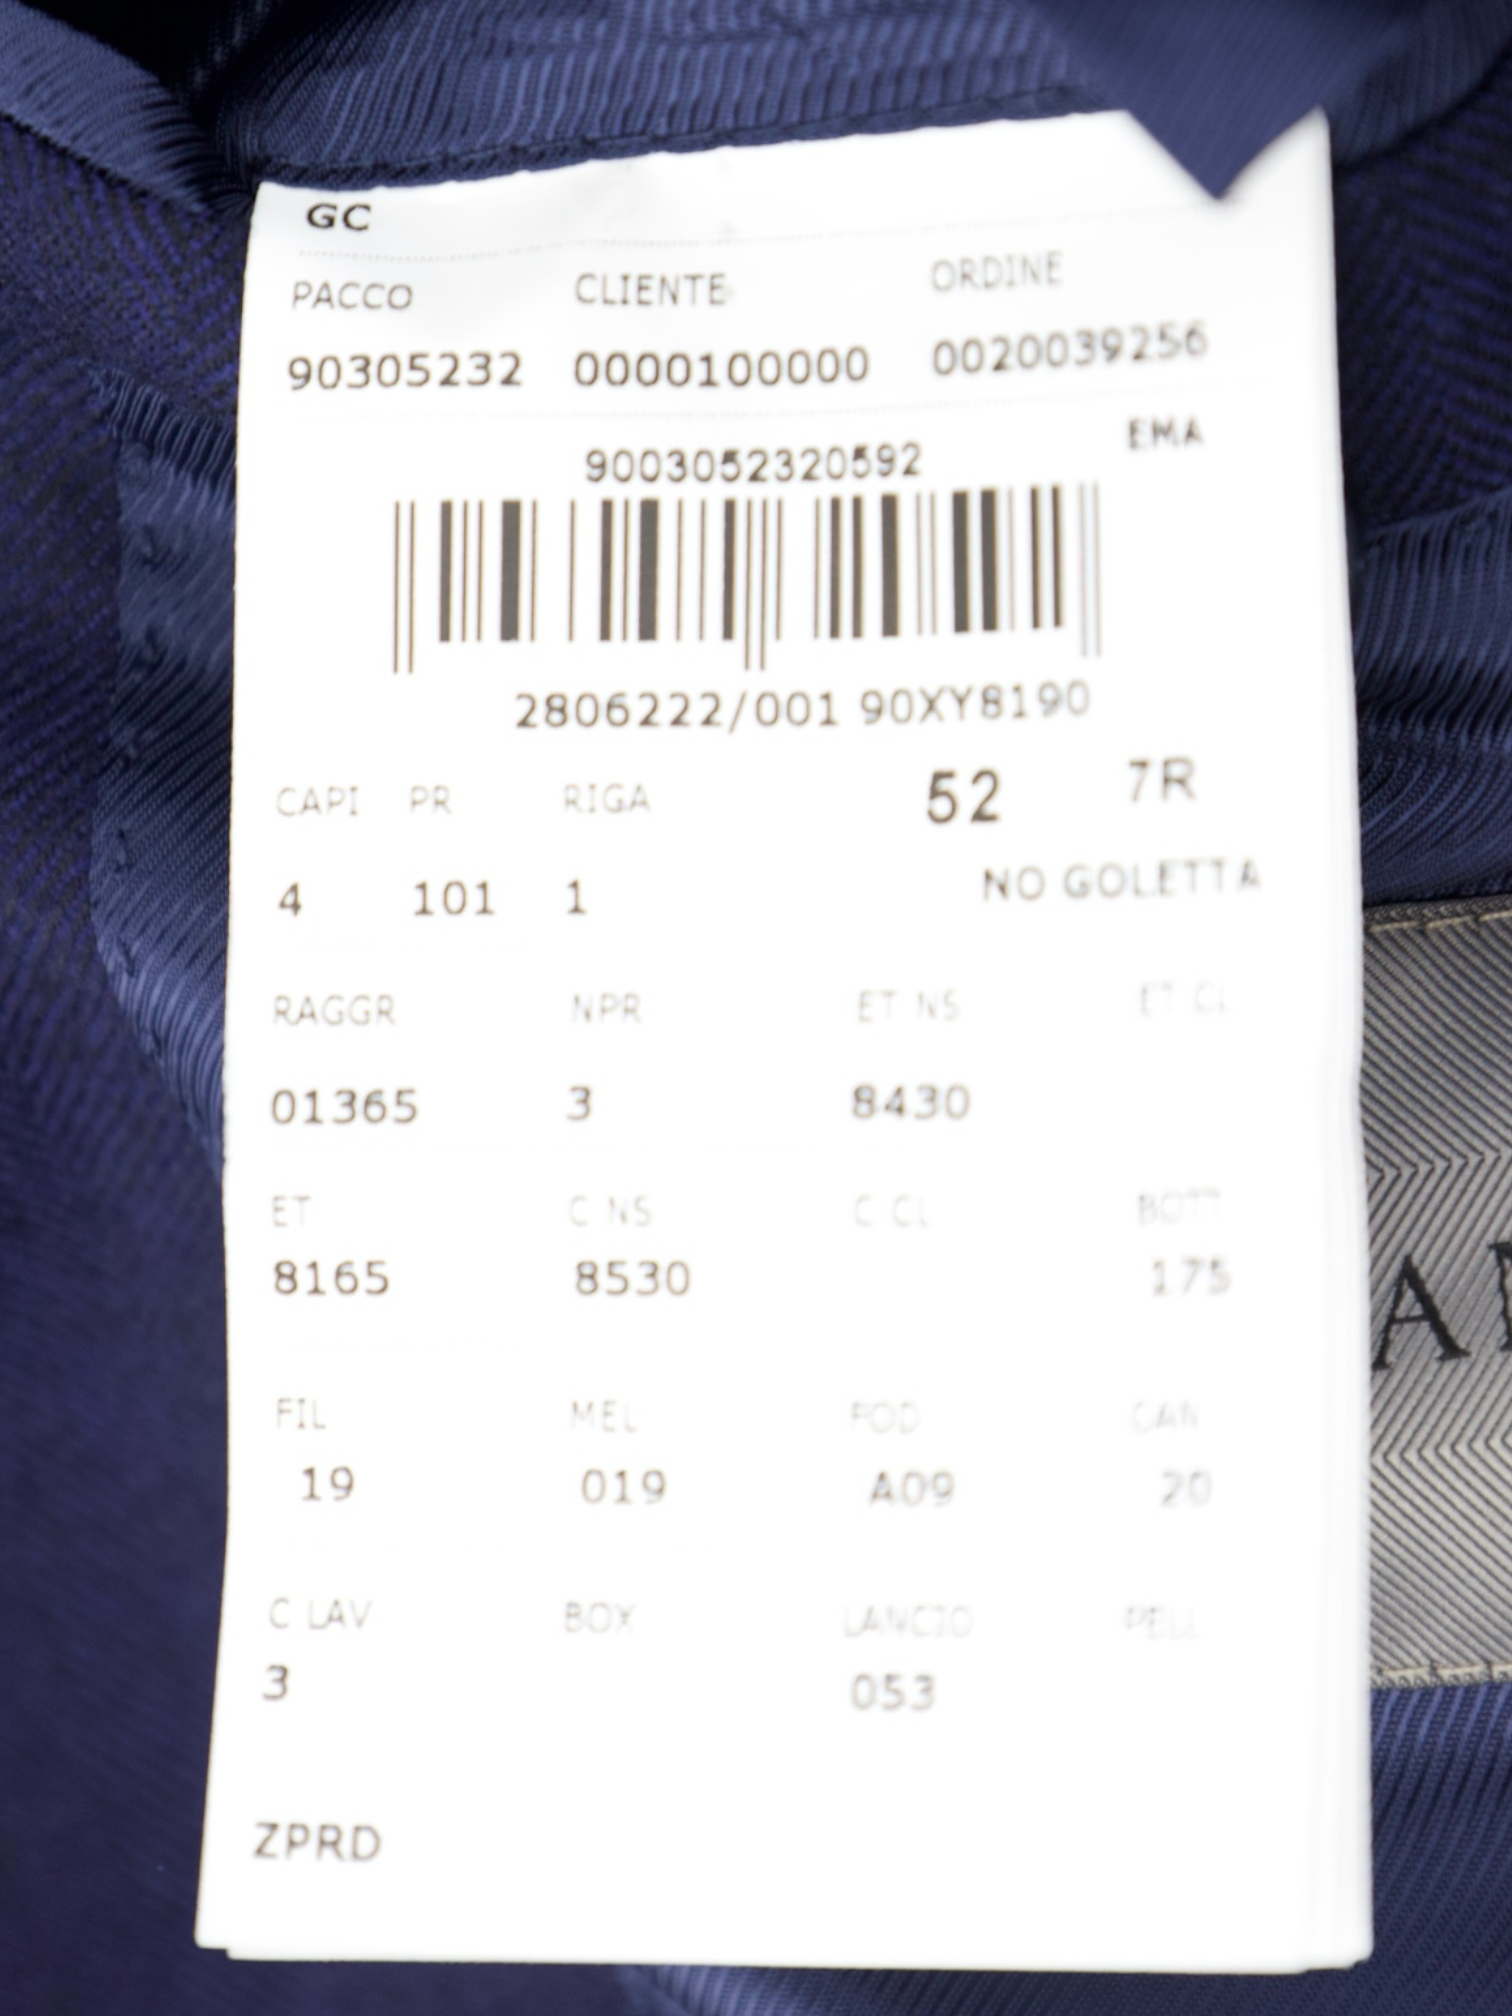 GC
PACCO CLIENTE ORDINE
90305232 0000100000 0020039256
EMA
9003052320592
2806222/001 90XY8190
CAPI PR RIGA 52 7R
4 101 1 NO GOLETTA
RAGGR NPR ET NS ET CL
01365 3 8430
ET C NS C CL BOTT
8165 8530 175
FIL MEL FOD CAN
19 019 A09 20
C LAV BOX LANCIO PELL
3 053
ZPRD